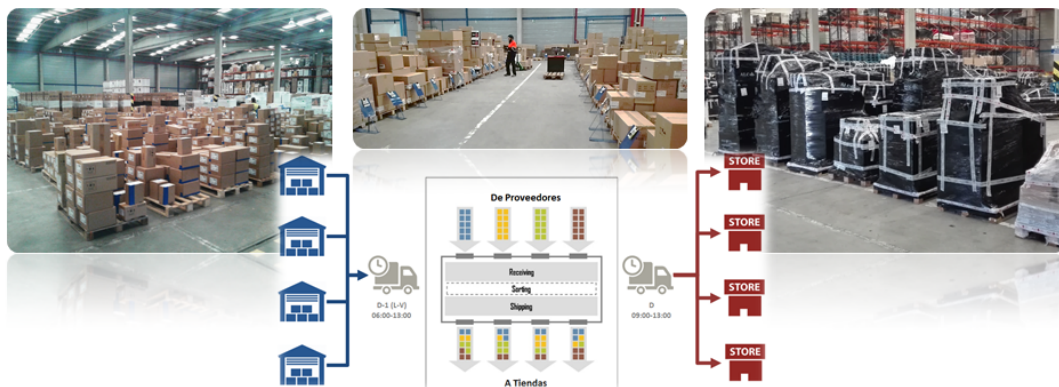 De Proveedores
Receiving
Sorting
Shipping
A Tiendas
D-1 (L-V)
06:00-13:00
D
09:00-13:00
STORE
STORE
STORE
STORE